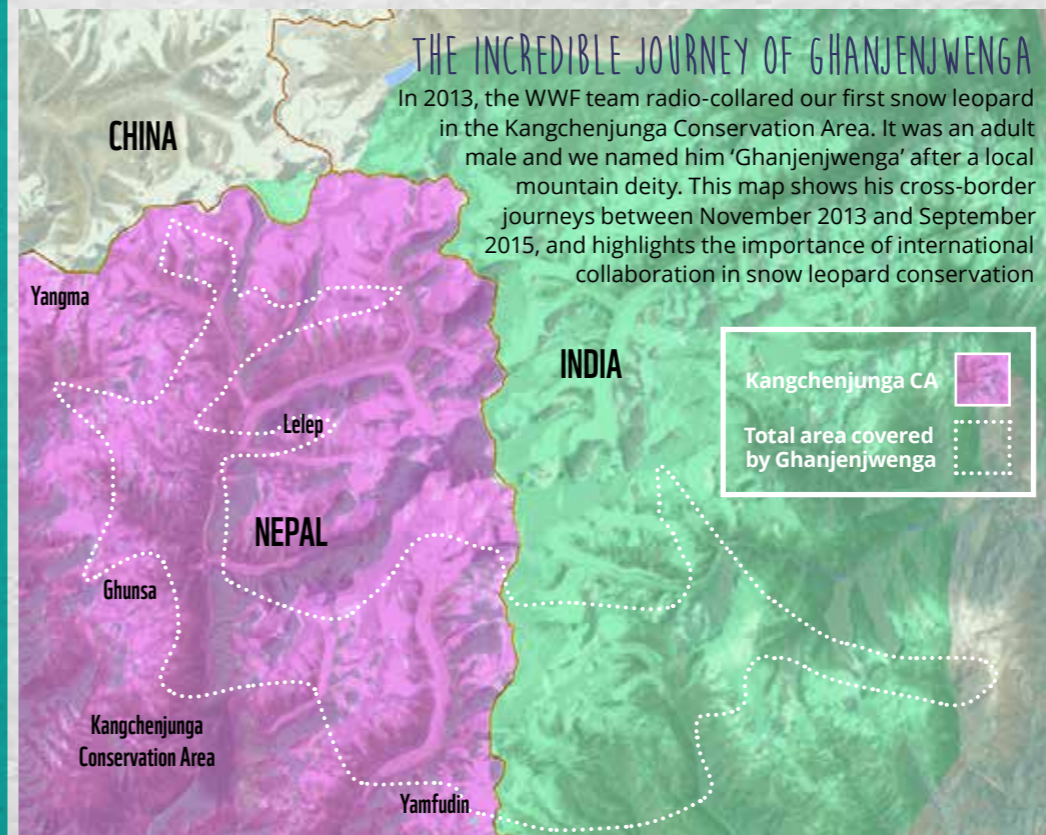 THE INCREDIBLE JOURNEY OF GHANJENJWENGA
In 2013, the WWF team radio-collared our first snow leopard
in the Kangchenjunga Conservation Area. It was an adult
male and we named him ‘Ghanjenjwenga’ after a local
mountain deity. This map shows his cross-border
journeys between November 2013 and September
2015, and highlights the importance of international
collaboration in snow leopard conservation
CHINA
Yangma
INDIA
Kangchenjunga CA
Total area covered
by Ghanjenjwenga
Lelep
NEPAL
Ghunsa
Kangchenjunga
Conservation Area
Yamfudin